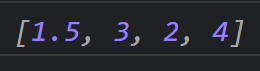 [1.5, 3, 2, 4]